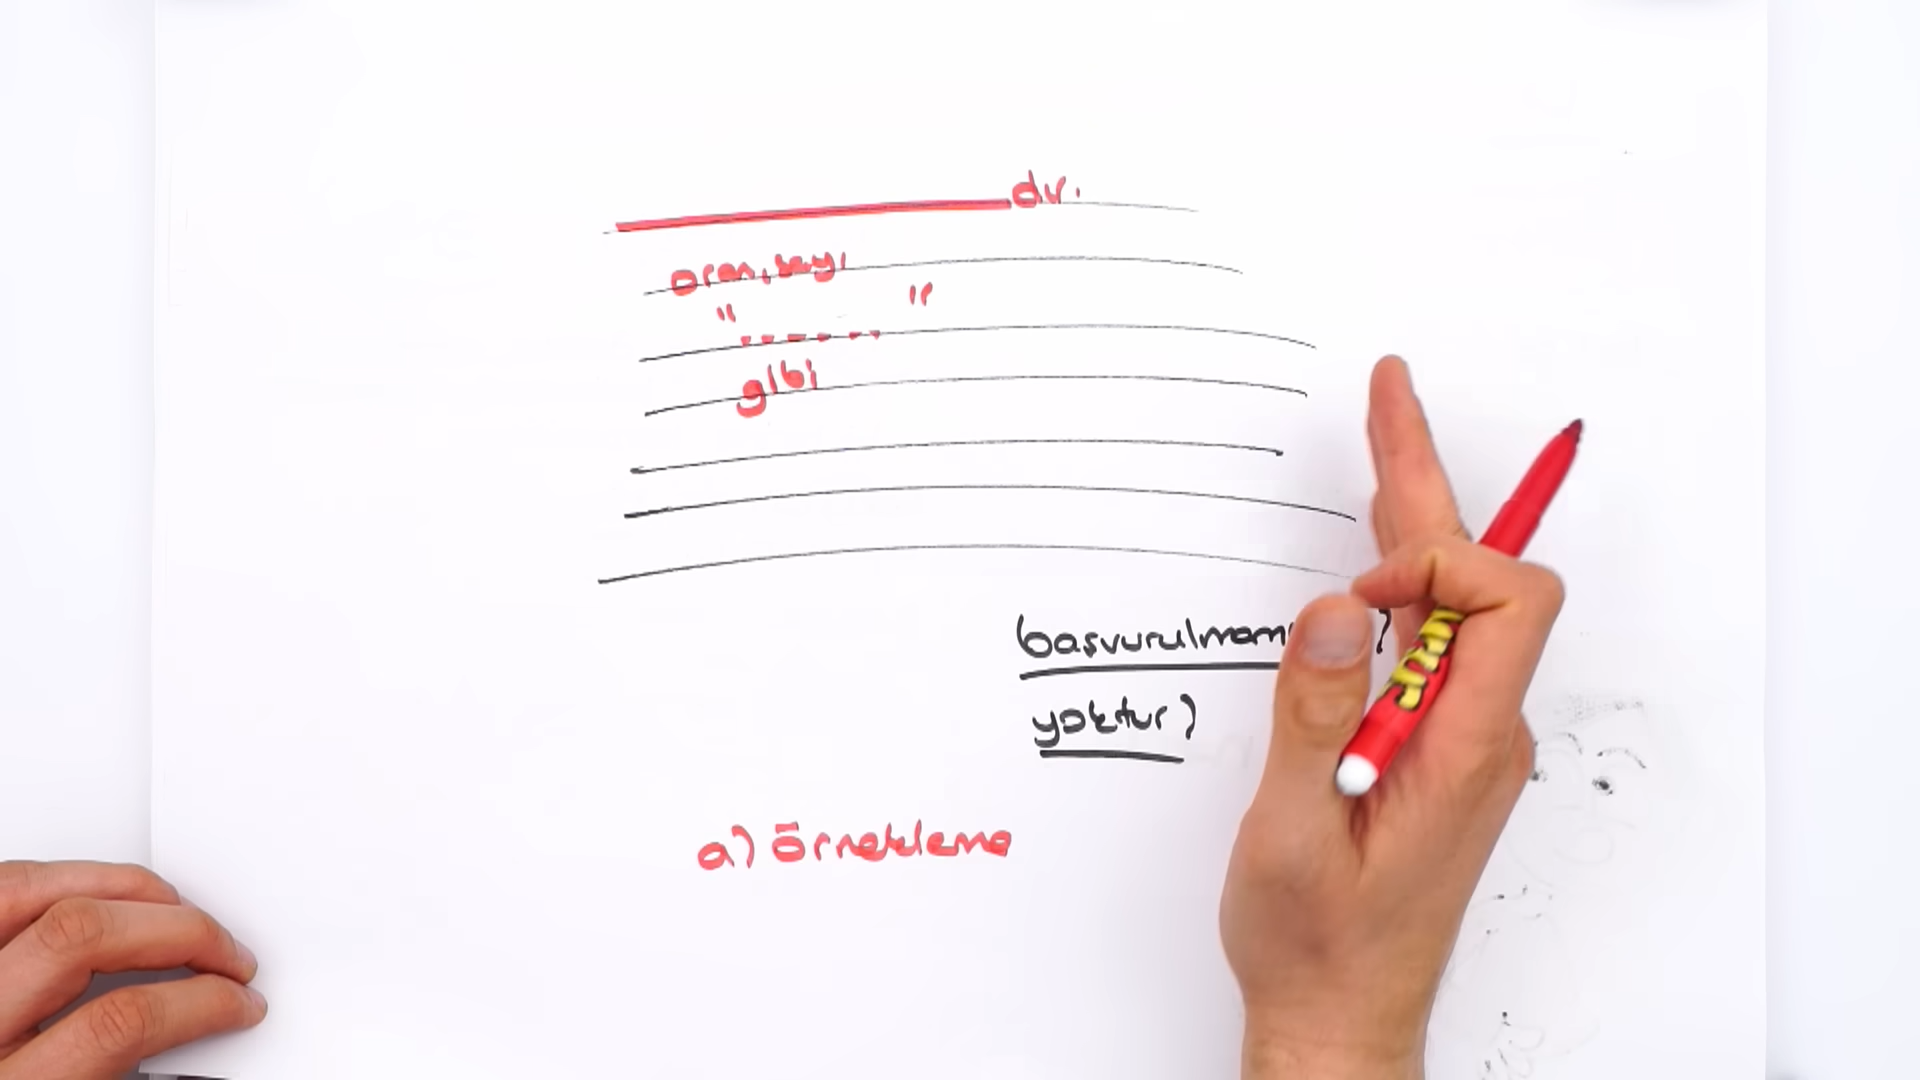 dır.
oran, sayı
" ------ "
gibi
başvurulmam ?
yoktur?
a) örnekleme